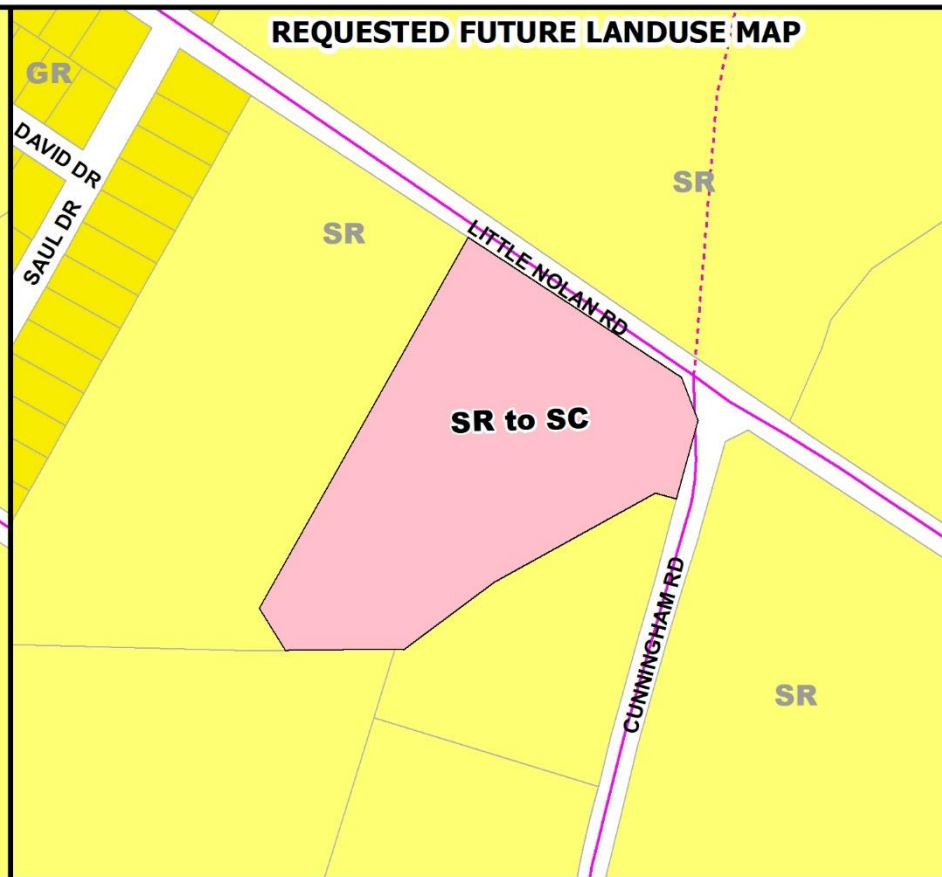 REQUESTED FUTURE LANDUSE MAP
GR
DAVID DR
SAUL DR
SR
SR
LITTLE NOLAN RD
SR to SC
CUNNINGHAM RD
SR